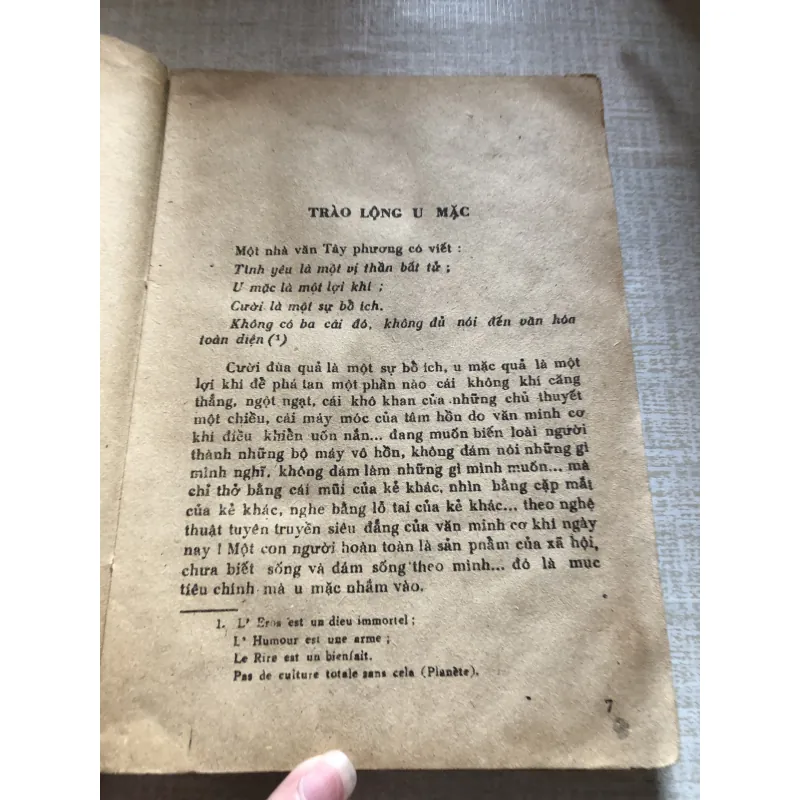 TRÀO LỘNG U MẶC
Một nhà văn Tây phương có viết :
Tình yêu là một vị thần bất tử ;
U mặc là một lợi khí ;
Cười là một sự bồ ích.
Không có ba cái đó, không đủ nói đến văn hóa
toàn diện (¹)
Cười đùa quả là một sự bồ ích, u mặc quả là một
lợi khí đề phá tan một phần nào cái không khí căng
thẳng, ngột ngạt, cái khô khan của những chủ thuyết
một chiều, cái máy móc của tâm hồn do văn minh cơ
khí điều khiền uốn nắn... đang muốn biến loài người
thành những bộ máy vô hồn, không dám nói những gì
mình nghĩ, không dám làm những gì mình muốn... mà
chỉ thở bằng cái mũi của kẻ khác, nhìn bằng cặp mắt
của kẻ khác, nghe bằng lỗ tai của kẻ khác... theo nghệ
thuật tuyên truyền siêu đẳng của văn minh cơ khí ngày
nay ! Một con người hoàn toàn là sản pnầm của xã hội,
chưa biết sống và dám sống theo mình... đó là mục
tiêu chính mà u mặc nhắm vào.
1. L' Eros est un dieu immortel ;
L' Humour est une arme ;
Le Rire est un bienfait.
Pas de culture totale sans cela (Planète).
7